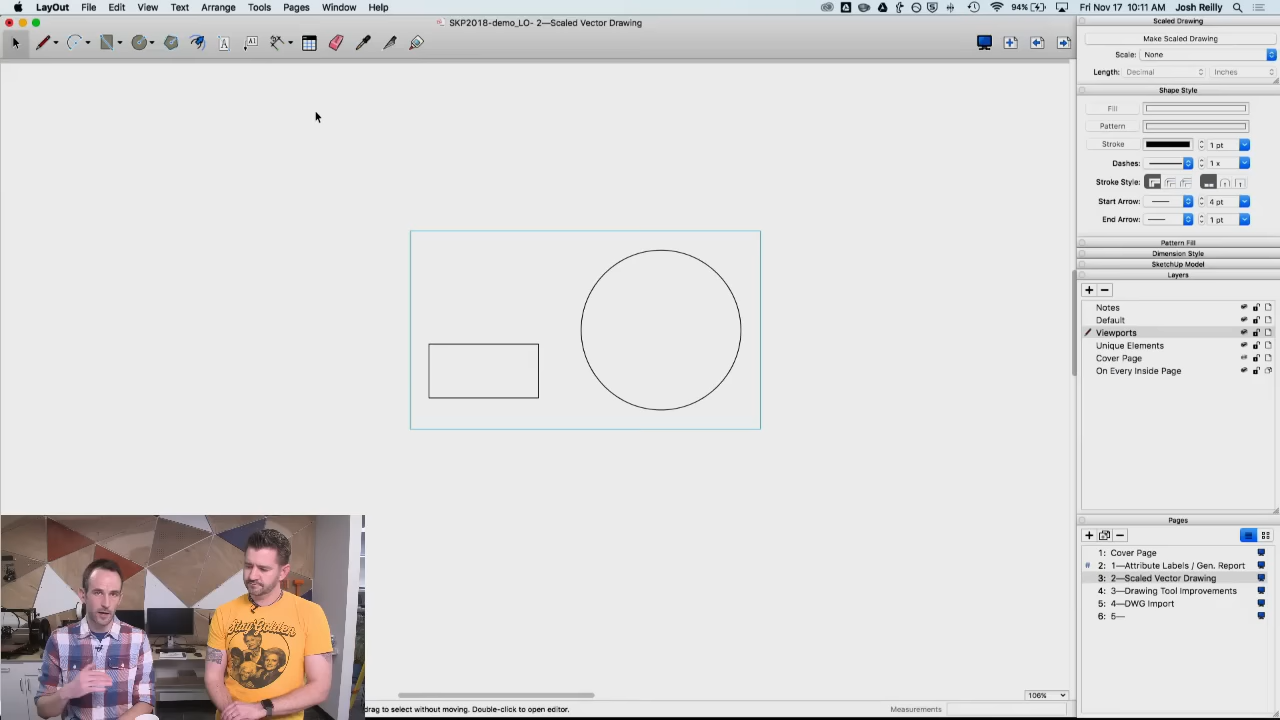 LayOut File Edit View Text Arrange Tools Pages Window Help
94% Fri Nov 17 10:11 AM Josh Reilly
SKP2018-demo_LO- 2—Scaled Vector Drawing
Scaled Drawing
Make Scaled Drawing
Scale: None
Length: Decimal Inches
Shape Style
Fill
Pattern
Stroke 1 pt
Dashes: 1 x
Stroke Style:
Start Arrow: 4 pt
End Arrow: 1 pt
Pattern Fill
Dimension Style
SketchUp Model
Layers
Notes
Default
Viewports
Unique Elements
Cover Page
On Every Inside Page
Pages
1: Cover Page
# 2: 1—Attribute Labels / Gen. Report
3: 2—Scaled Vector Drawing
4: 3—Drawing Tool Improvements
5: 4—DWG Import
6: 5—
106%
drag to select without moving. Double-click to open editor.
Measurements
Stay Golden